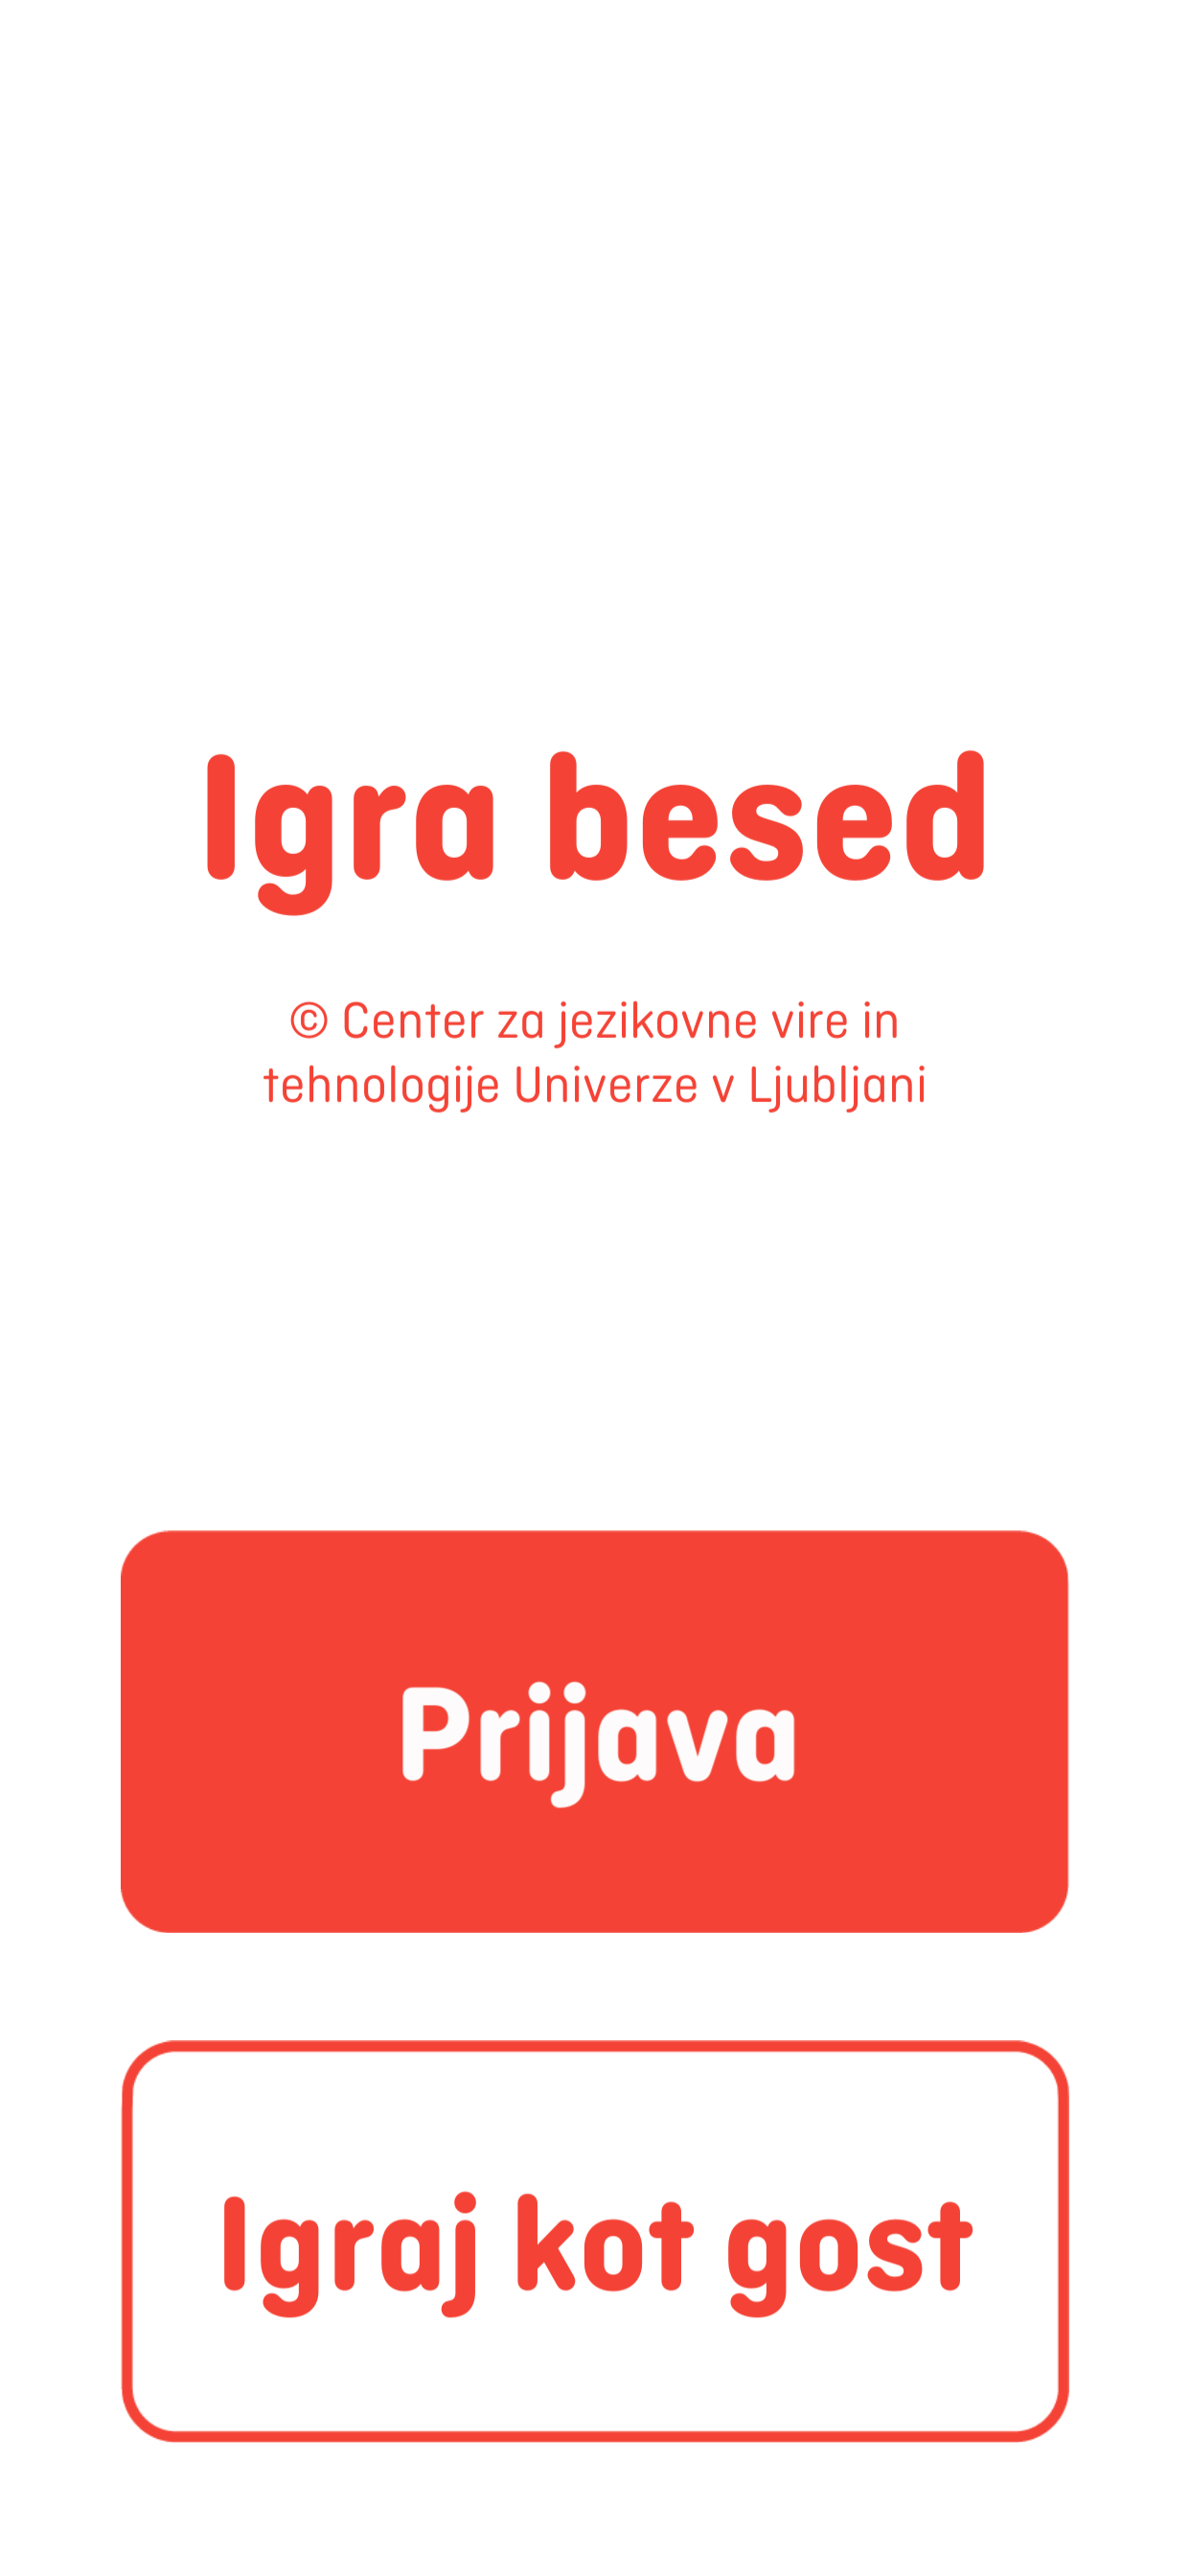 Igra besed
© Center za jezikovne vire in
tehnologije Univerze v Ljubljani
Prijava
Igraj kot gost